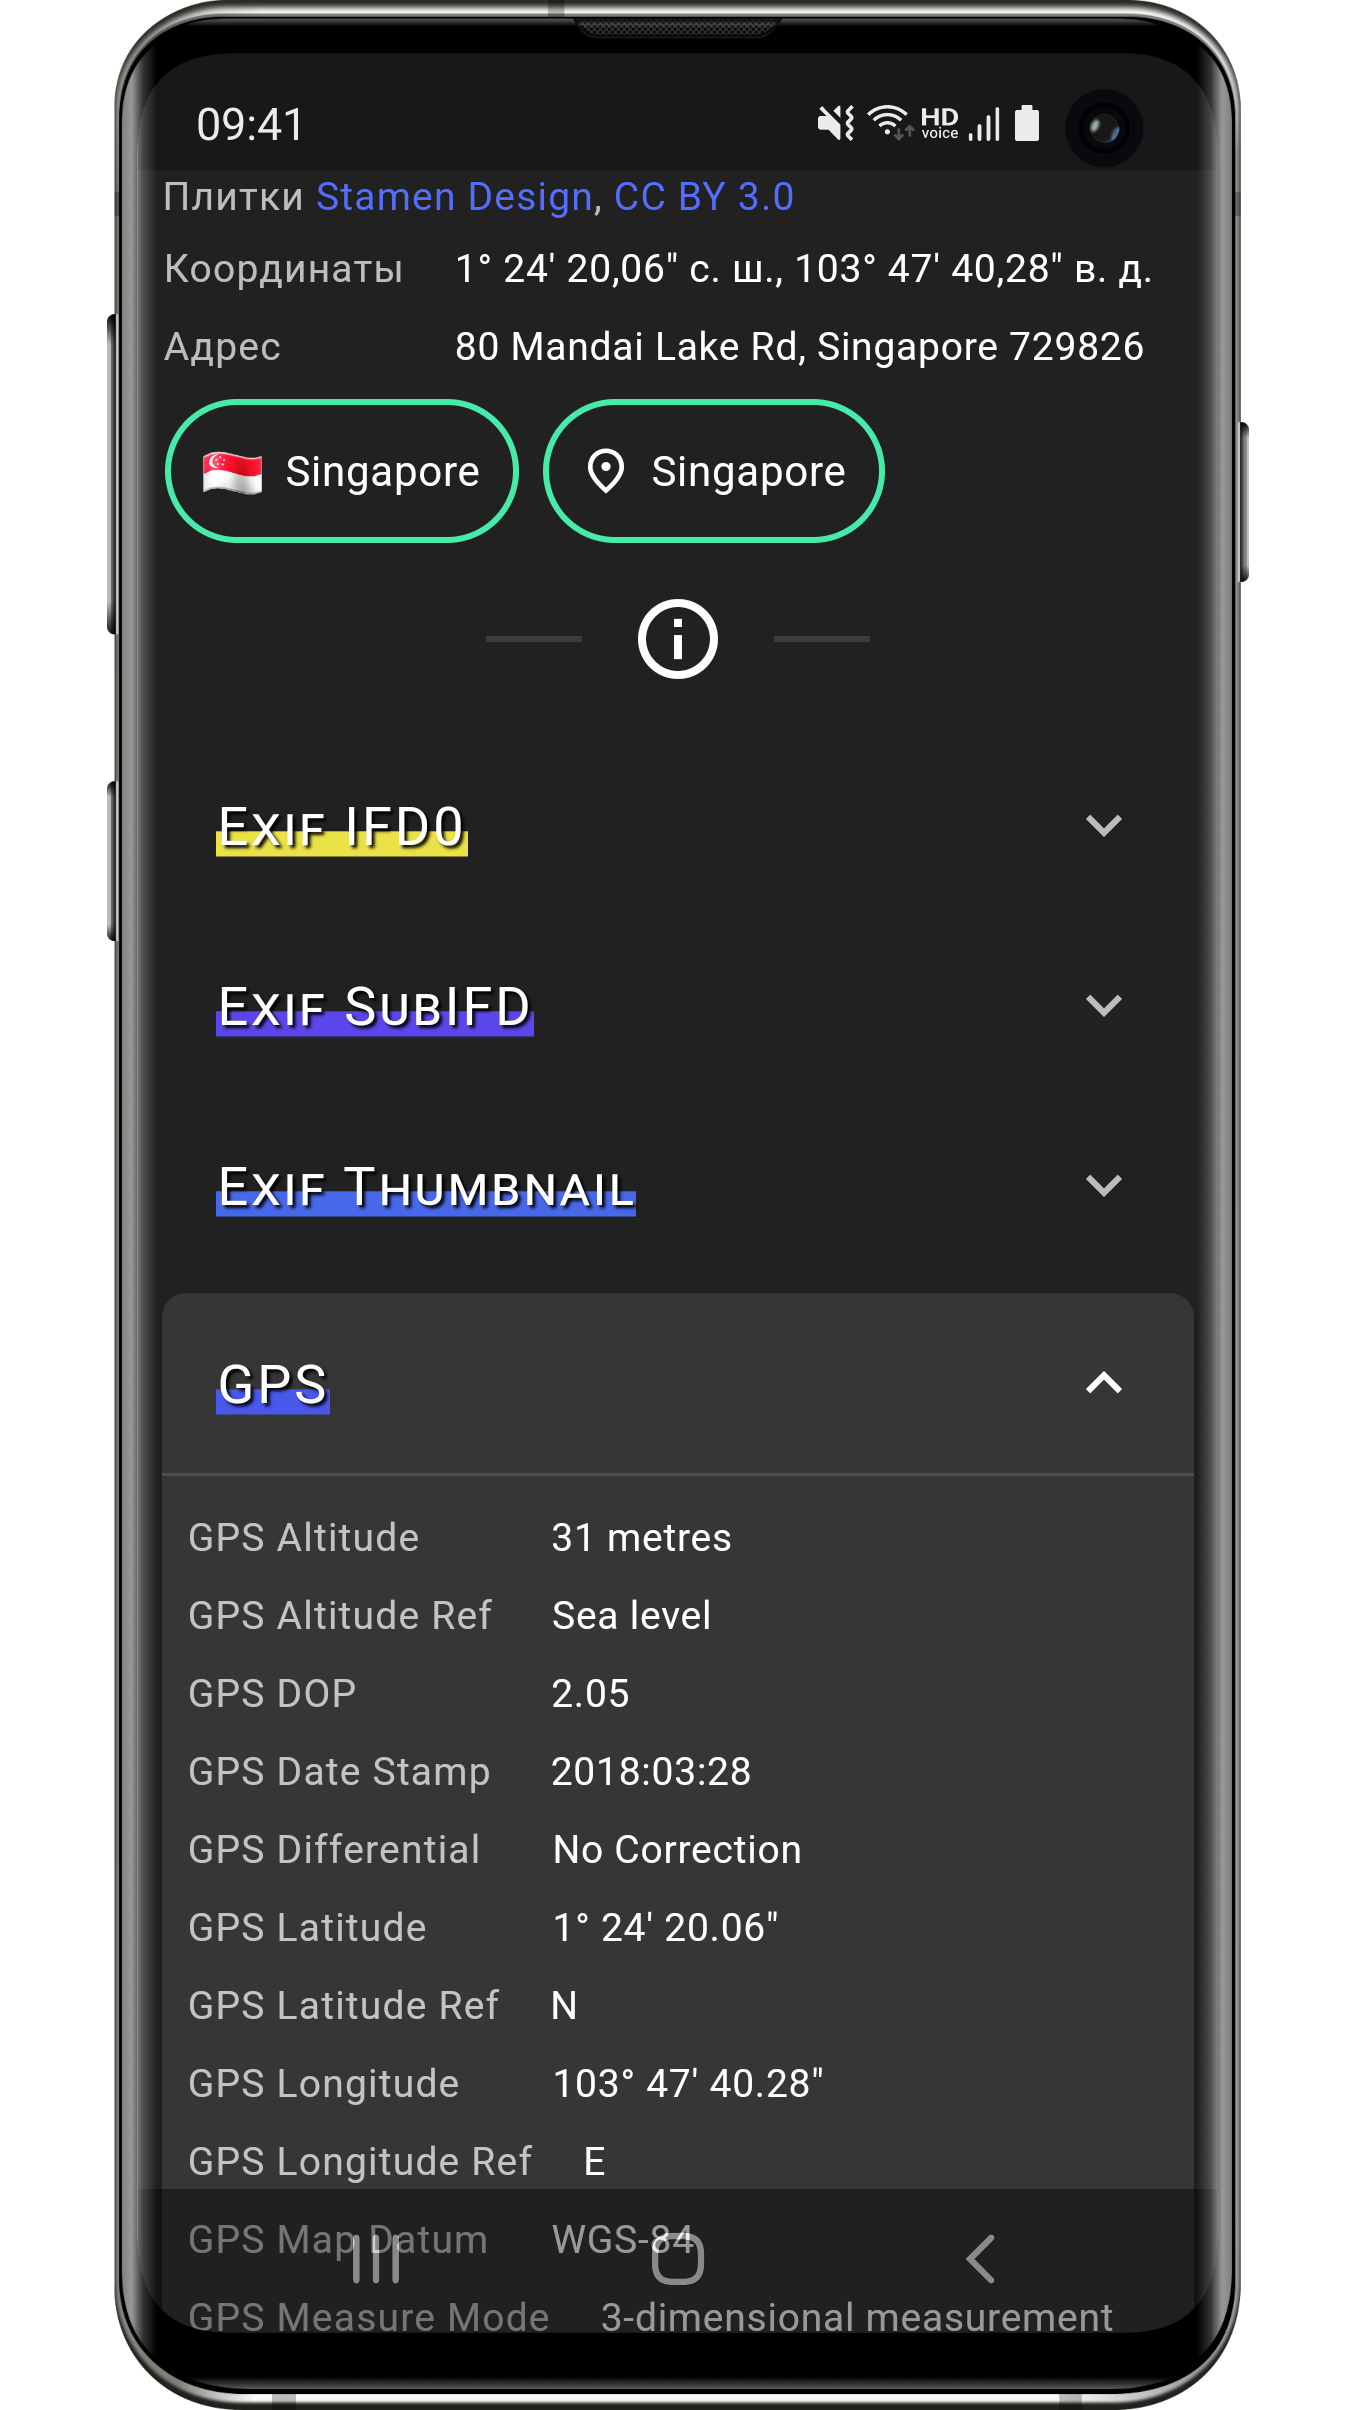 09:41
HD voice
Плитки Stamen Design, CC BY 3.0
Координаты 1° 24' 20,06" с. ш., 103° 47' 40,28" в. д.
Адрес 80 Mandai Lake Rd, Singapore 729826
Singapore Singapore
Exif IFD0
Exif SubIFD
Exif Thumbnail
GPS
GPS Altitude 31 metres
GPS Altitude Ref Sea level
GPS DOP 2.05
GPS Date Stamp 2018:03:28
GPS Differential No Correction
GPS Latitude 1° 24' 20.06"
GPS Latitude Ref N
GPS Longitude 103° 47' 40.28"
GPS Longitude Ref E
GPS Map Datum WGS-84
GPS Measure Mode 3-dimensional measurement